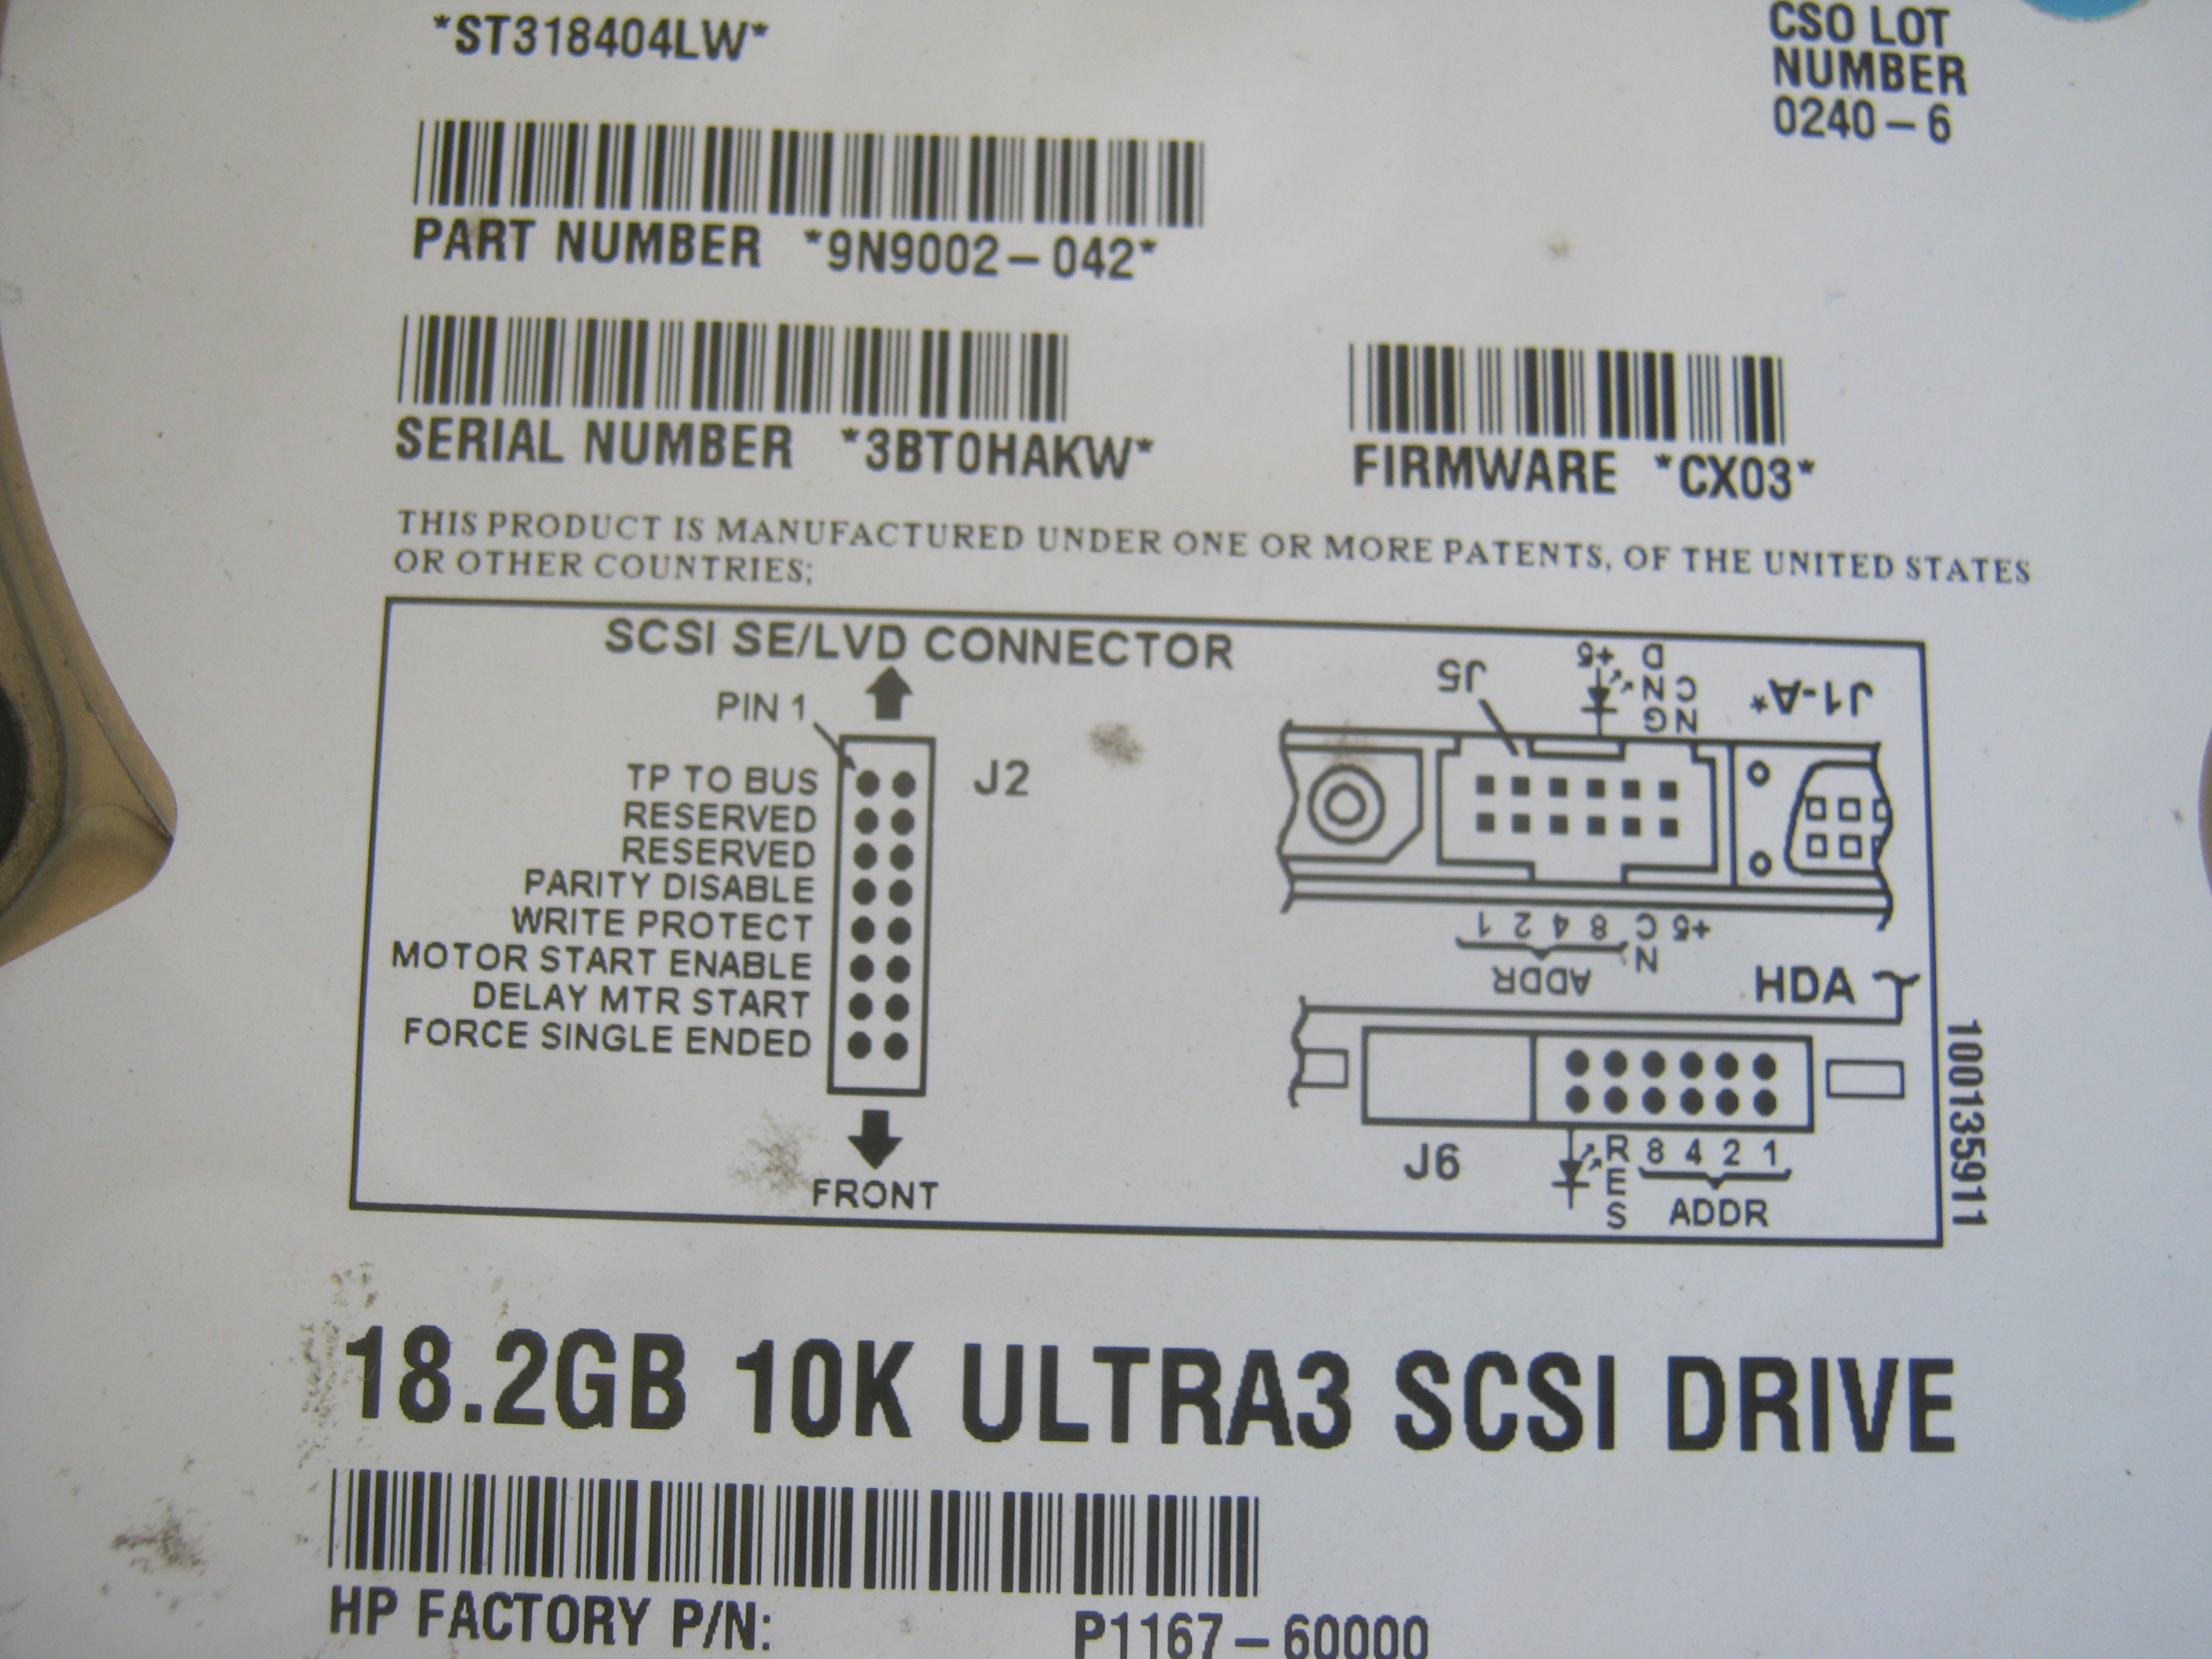 *ST318404LW*
CSO LOT
NUMBER
0240-6
PART NUMBER *9N9002-042*
SERIAL NUMBER *3BT0HAKW*
FIRMWARE *CX03*
THIS PRODUCT IS MANUFACTURED UNDER ONE OR MORE PATENTS, OF THE UNITED STATES
OR OTHER COUNTRIES;
SCSI SE/LVD CONNECTOR
PIN 1
J2
TP TO BUS
RESERVED
RESERVED
PARITY DISABLE
WRITE PROTECT
MOTOR START ENABLE
DELAY MTR START
FORCE SINGLE ENDED
FRONT
J5
+5
GND
NC
J1-A*
+5 NC 8 4 2 1
ADDR
HDA
J6
RES
8 4 2 1
ADDR
100135911
18.2GB 10K ULTRA3 SCSI DRIVE
HP FACTORY P/N: P1167-60000